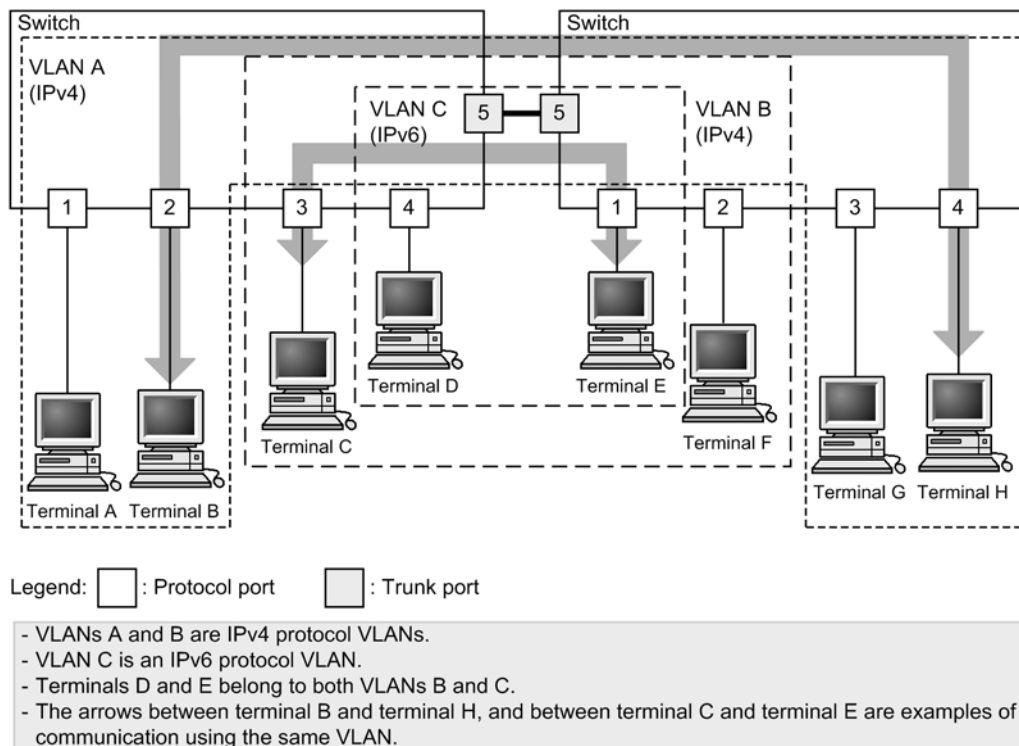 Switch
Switch
VLAN A
(IPv4)
VLAN C
(IPv6)
5
5
VLAN B
(IPv4)
1
2
3
4
1
2
3
4
Terminal D
Terminal E
Terminal C
Terminal F
Terminal A
Terminal B
Terminal G
Terminal H
Legend:
: Protocol port
: Trunk port
- VLANs A and B are IPv4 protocol VLANs.
- VLAN C is an IPv6 protocol VLAN.
- Terminals D and E belong to both VLANs B and C.
- The arrows between terminal B and terminal H, and between terminal C and terminal E are examples of
communication using the same VLAN.